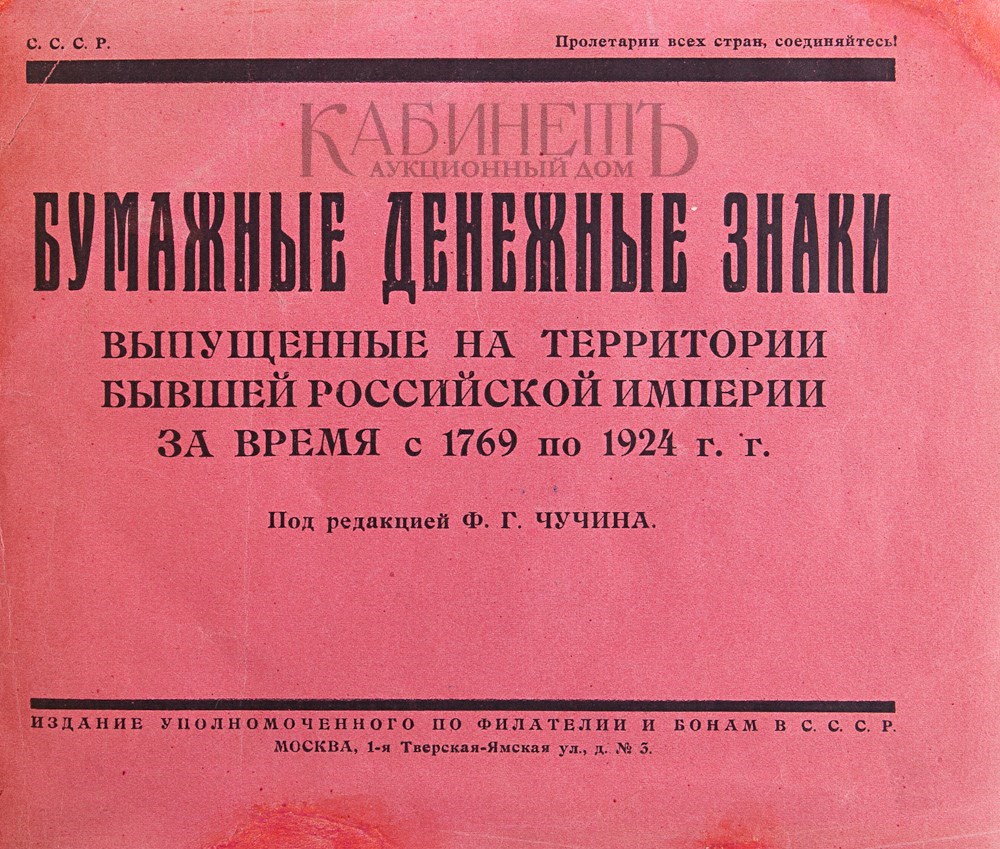 С. С. С. Р.
Пролетарии всех стран, соединяйтесь!
КАБИНЕТЪ
АУКЦИОННЫЙ ДОМ
БУМАЖНЫЕ ДЕНЕЖНЫЕ ЗНАКИ
ВЫПУЩЕННЫЕ НА ТЕРРИТОРИИ
БЫВШЕЙ РОССИЙСКОЙ ИМПЕРИИ
ЗА ВРЕМЯ с 1769 по 1924 г. г.
Под редакцией Ф. Г. ЧУЧИНА.
ИЗДАНИЕ УПОЛНОМОЧЕННОГО ПО ФИЛАТЕЛИИ И БОНАМ В С. С. С. Р.
МОСКВА, 1-я Тверская-Ямская ул., д. № 3.